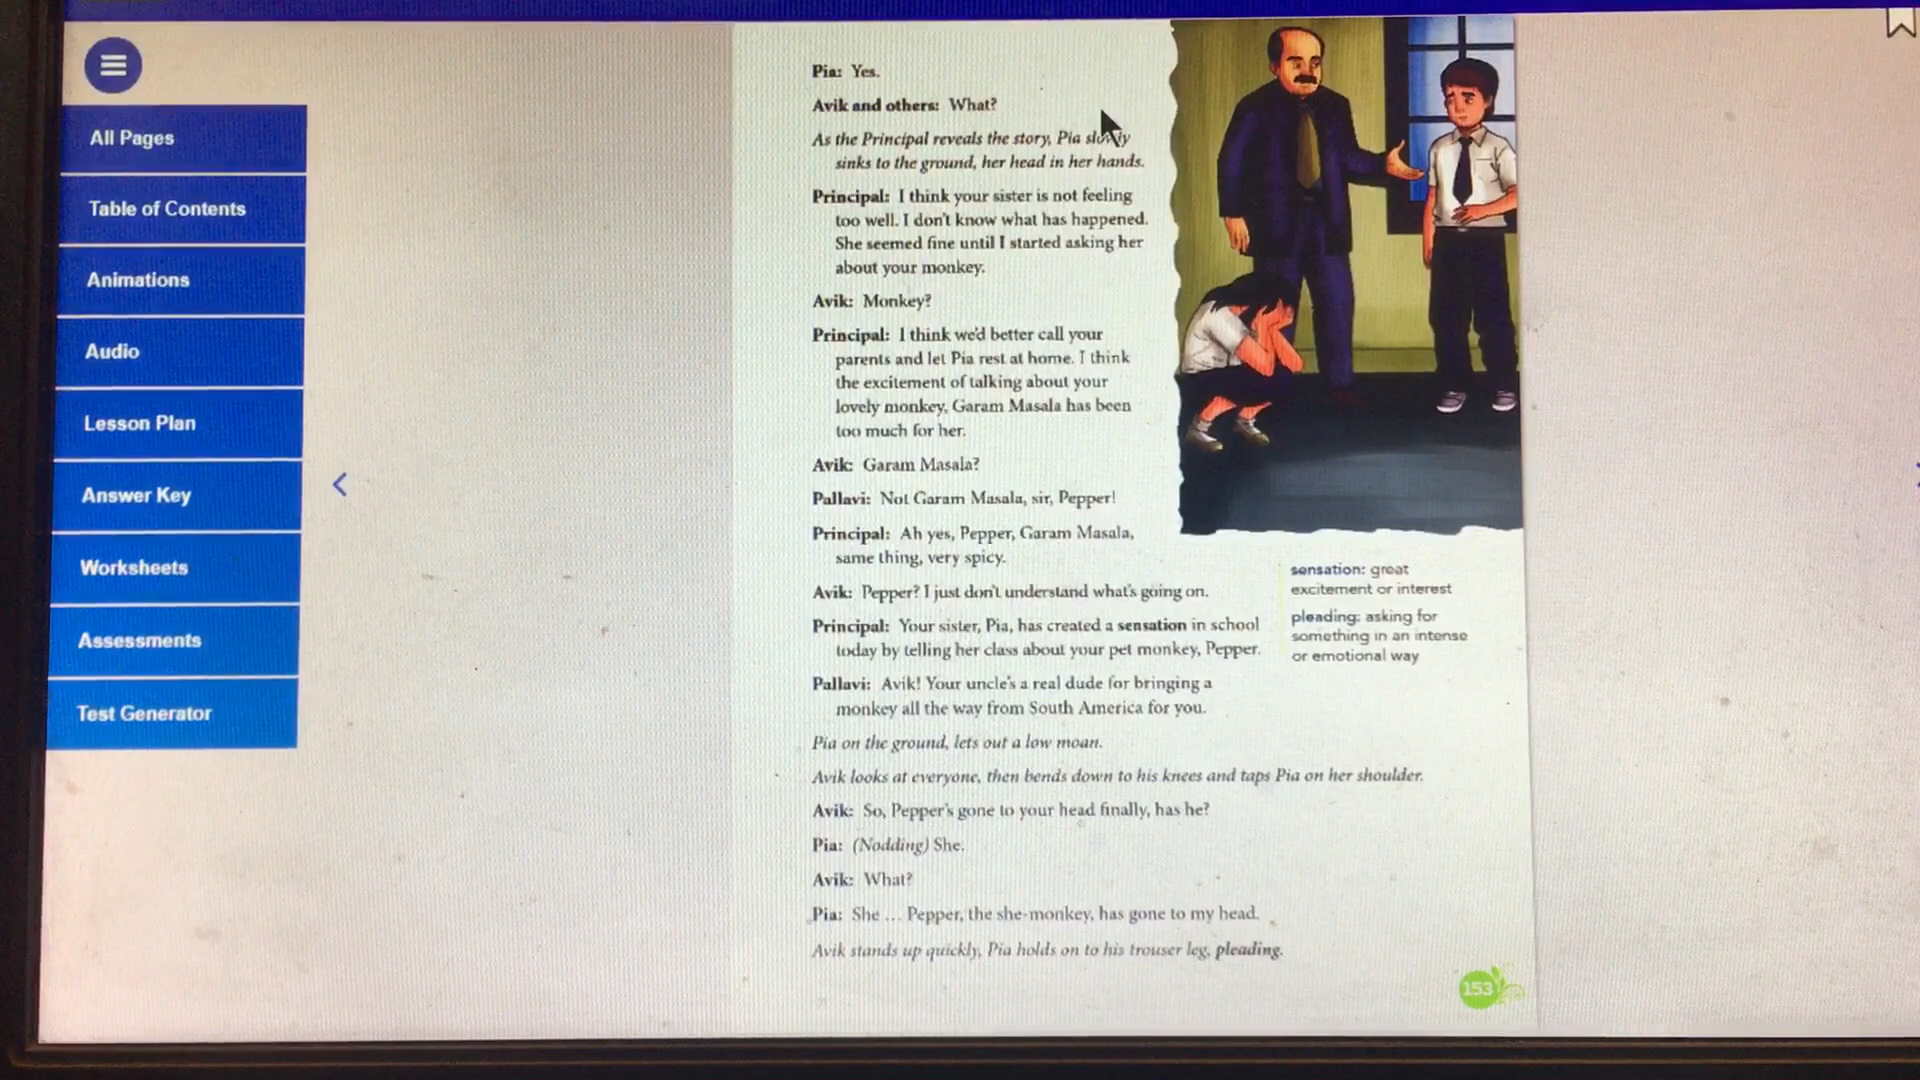 All Pages
Table of Contents
Animations
Audio
Lesson Plan
Answer Key
Worksheets
Assessments
Test Generator
Pia: Yes.
Avik and others: What?
As the Principal reveals the story, Pia slowly
sinks to the ground, her head in her hands.
Principal: I think your sister is not feeling
too well. I don't know what has happened.
She seemed fine until I started asking her
about your monkey.
Avik: Monkey?
Principal: I think we'd better call your
parents and let Pia rest at home. I think
the excitement of talking about your
lovely monkey, Garam Masala has been
too much for her.
Avik: Garam Masala?
Pallavi: Not Garam Masala, sir, Pepper!
Principal: Ah yes, Pepper, Garam Masala,
same thing, very spicy.
Avik: Pepper? I just don't understand what's going on.
Principal: Your sister, Pia, has created a sensation in school
today by telling her class about your pet monkey, Pepper.
Pallavi: Avik! Your uncle's a real dude for bringing a
monkey all the way from South America for you.
Pia on the ground, lets out a low moan.
Avik looks at everyone, then bends down to his knees and taps Pia on her shoulder.
Avik: So, Pepper's gone to your head finally, has he?
Pia: (Nodding) She.
Avik: What?
Pia: She ... Pepper, the she-monkey, has gone to my head.
Avik stands up quickly, Pia holds on to his trouser leg, pleading.
sensation: great
excitement or interest
pleading: asking for
something in an intense
or emotional way
153